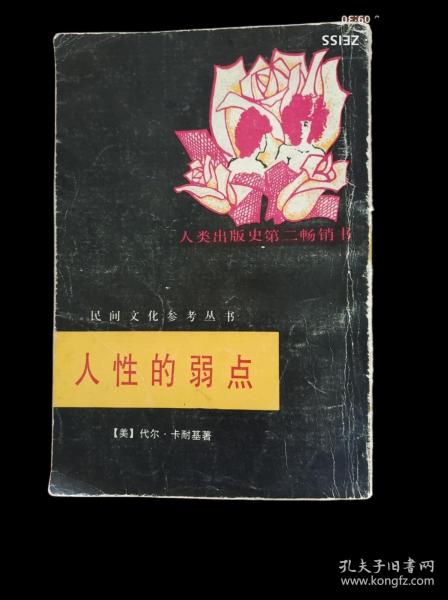 09:30
ZEISS
人类出版史第二畅销书
民间文化参考丛书
人性的弱点
【美】代尔·卡耐基著
孔夫子旧书网
www.kongfz.com